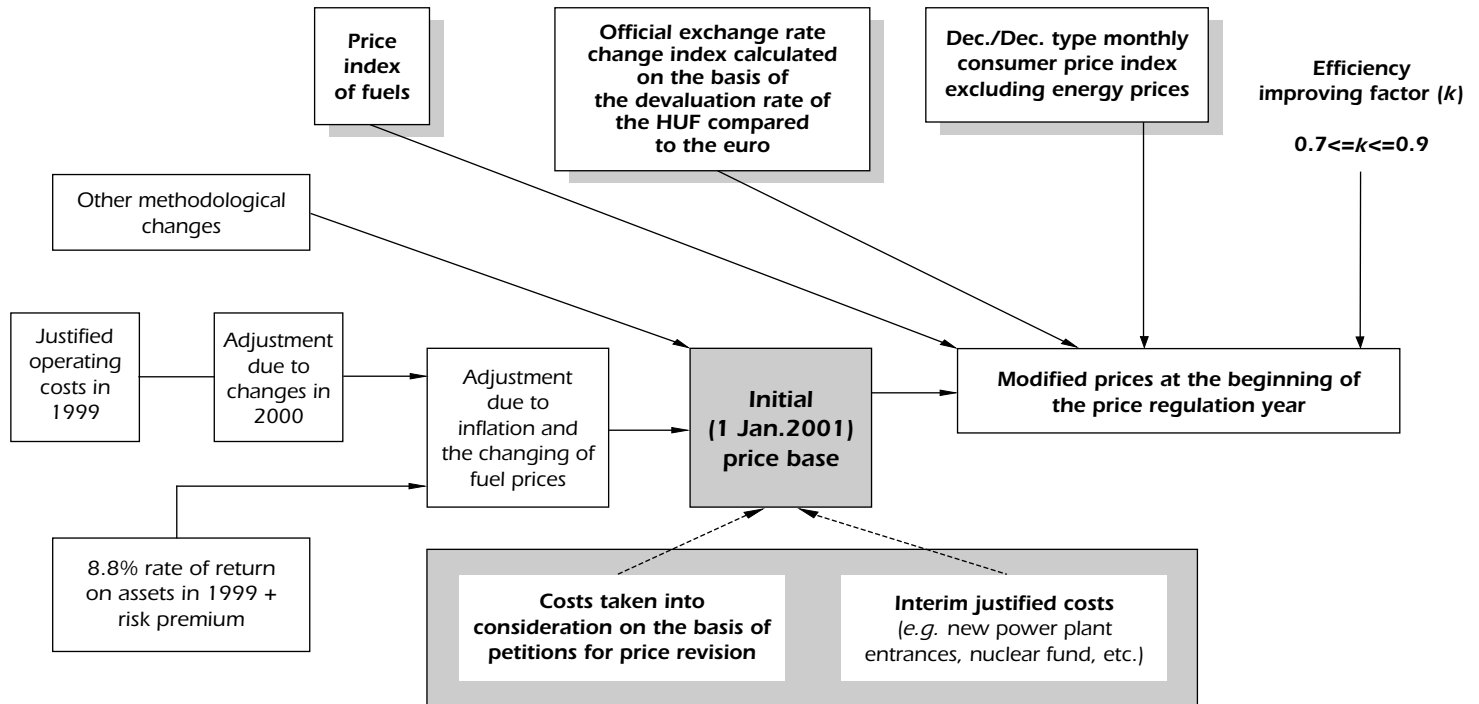 Price
index
of fuels
Official exchange rate
change index calculated
on the basis of
the devaluation rate of
the HUF compared
to the euro
Dec./Dec. type monthly
consumer price index
excluding energy prices
Efficiency
improving factor (k)
0.7<=k<=0.9
Other methodological
changes
Justified
operating
costs in
1999
Adjustment
due to
changes in
2000
Adjustment
due to
inflation and
the changing of
fuel prices
Initial
(1 Jan.2001)
price base
Modified prices at the beginning of
the price regulation year
8.8% rate of return
on assets in 1999 +
risk premium
Costs taken into
consideration on the basis of
petitions for price revision
Interim justified costs
(e.g. new power plant
entrances, nuclear fund, etc.)